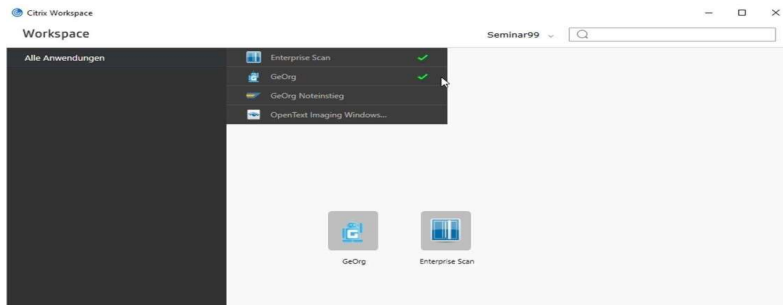 Citrix Workspace
Workspace
Seminar99
Alle Anwendungen
Enterprise Scan
GeOrg
GeOrg Noteinstieg
OpenText Imaging Windows...
GeOrg
Enterprise Scan